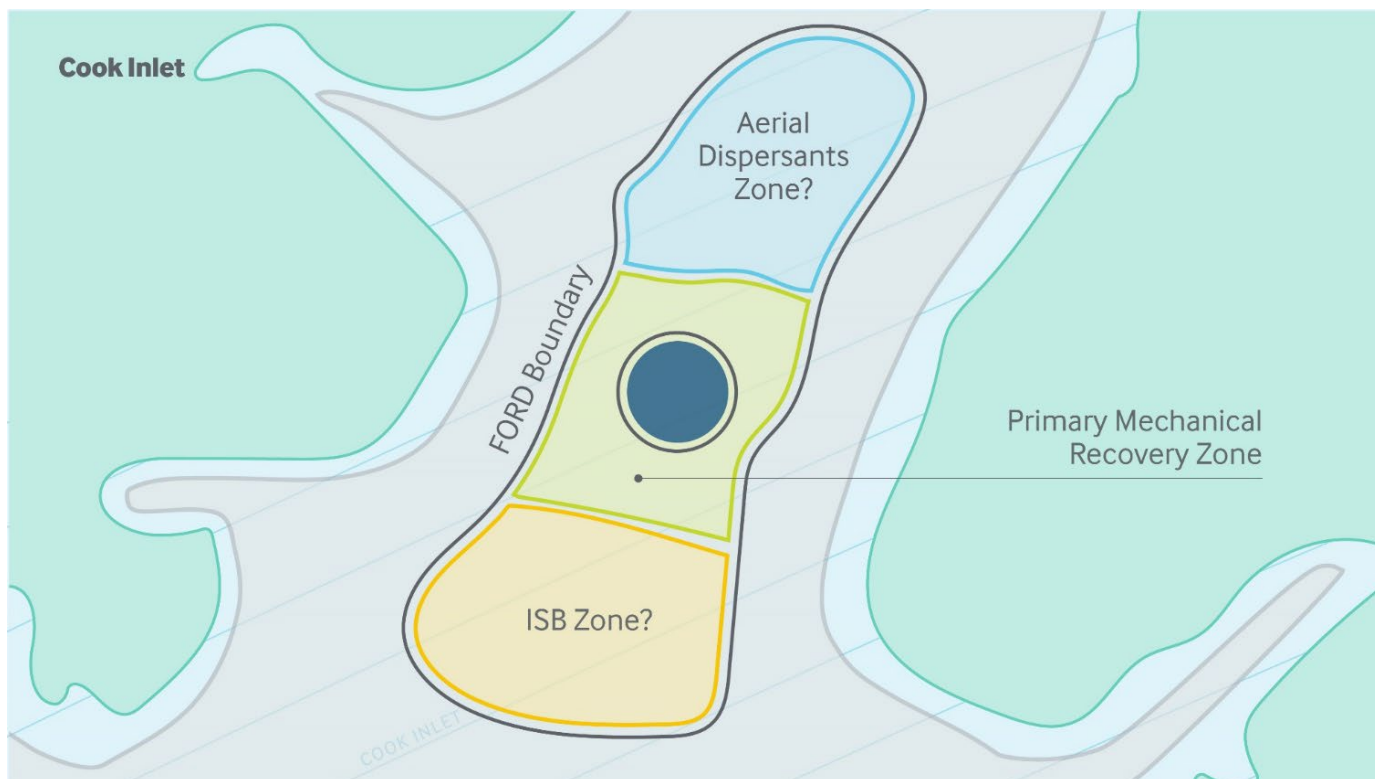 Cook Inlet
Aerial
Dispersants
Zone?
FORD Boundary
Primary Mechanical
Recovery Zone
ISB Zone?
COOK INLET